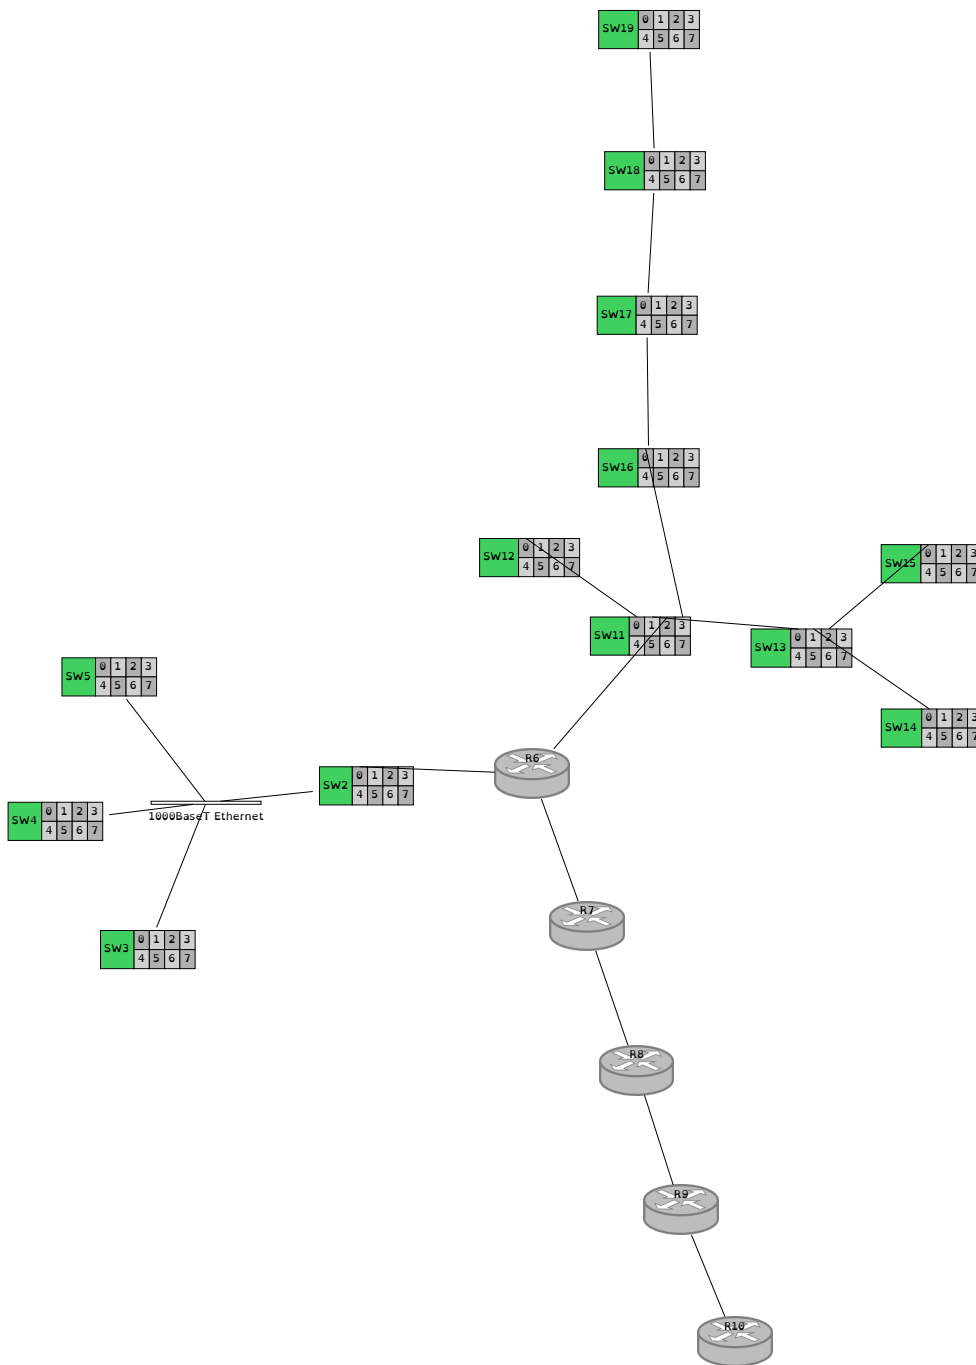 SW19 0 1 2 3
4 5 6 7
SW18 0 1 2 3
4 5 6 7
SW17 0 1 2 3
4 5 6 7
SW16 0 1 2 3
4 5 6 7
SW12 0 1 2 3
4 5 6 7
SW15 0 1 2 3
4 5 6 7
SW11 0 1 2 3
4 5 6 7
SW13 0 1 2 3
4 5 6 7
SW5 0 1 2 3
4 5 6 7
SW14 0 1 2 3
4 5 6 7
R6
SW2 0 1 2 3
4 5 6 7
SW4 0 1 2 3
4 5 6 7
1000BaseT Ethernet
R7
SW3 0 1 2 3
4 5 6 7
R8
R9
R10